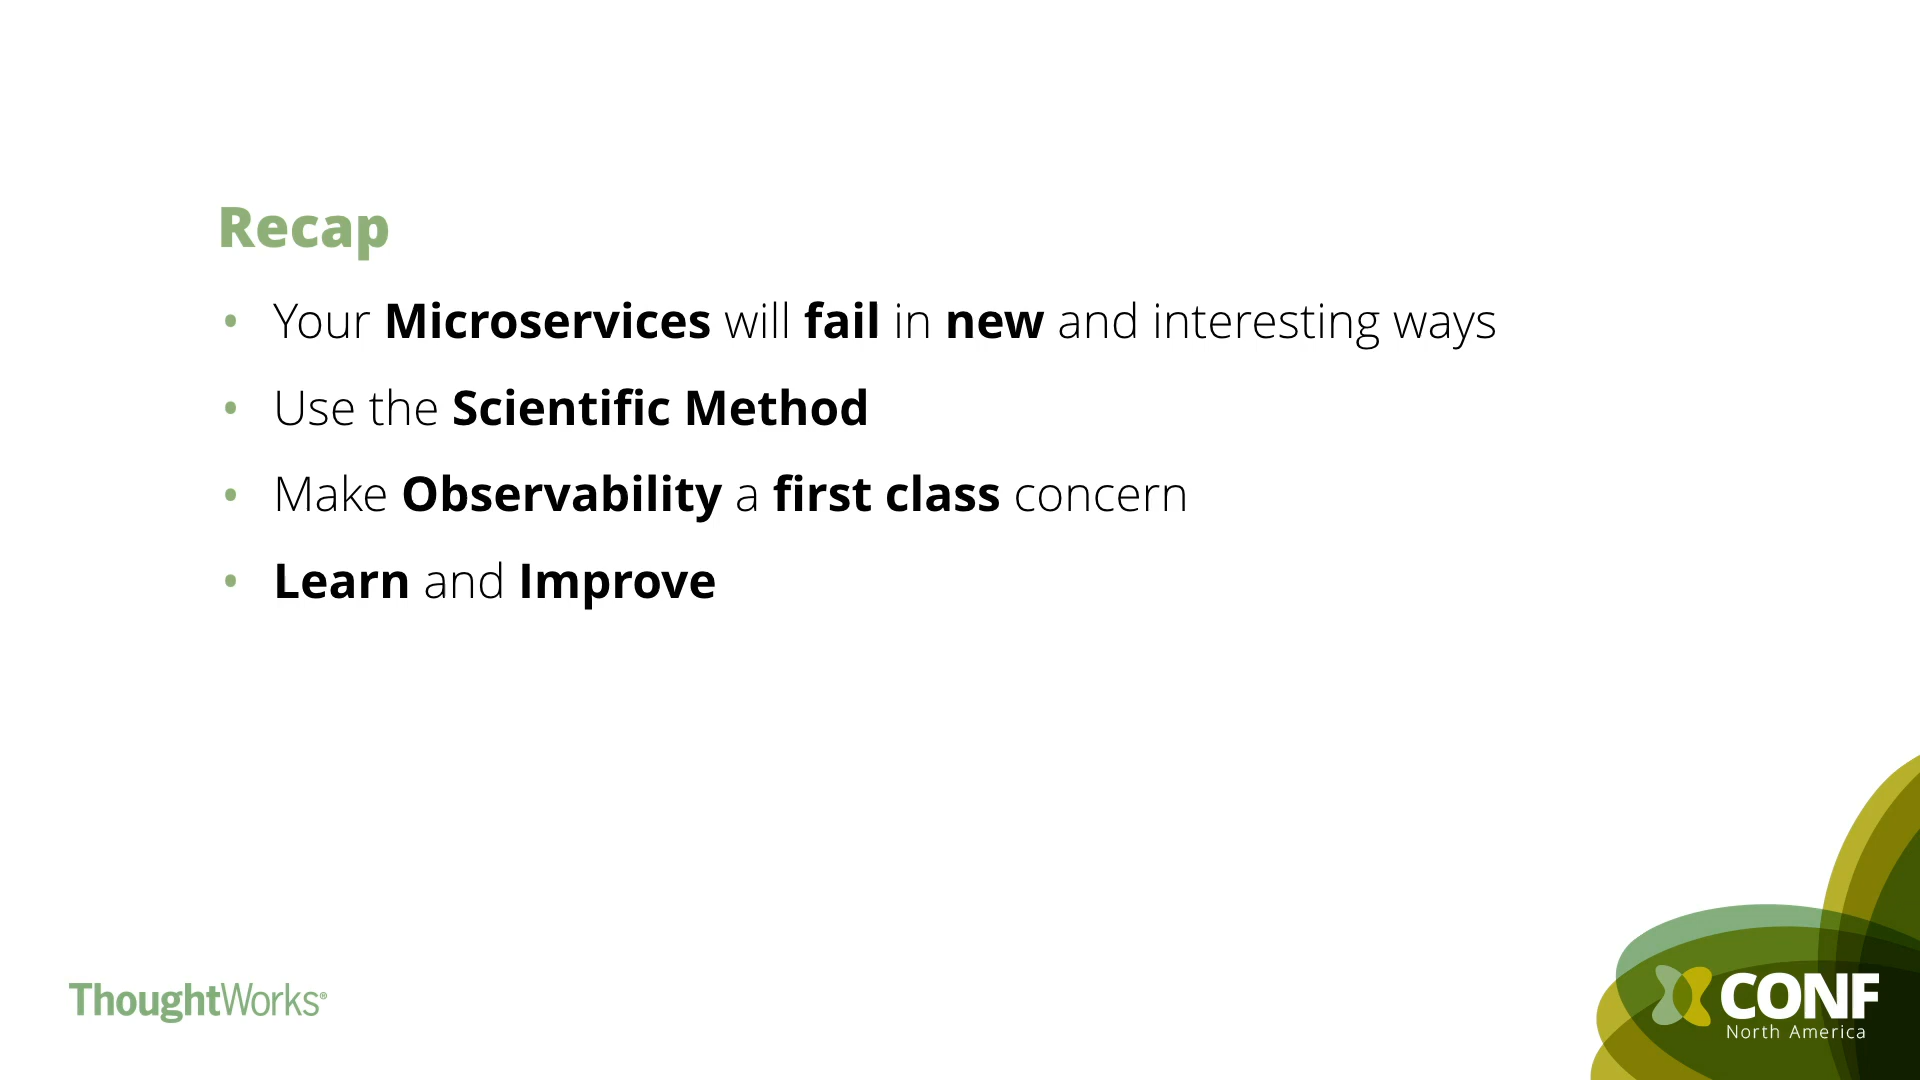 Recap
• Your Microservices will fail in new and interesting ways
• Use the Scientific Method
• Make Observability a first class concern
• Learn and Improve
ThoughtWorks®
XCONF
North America